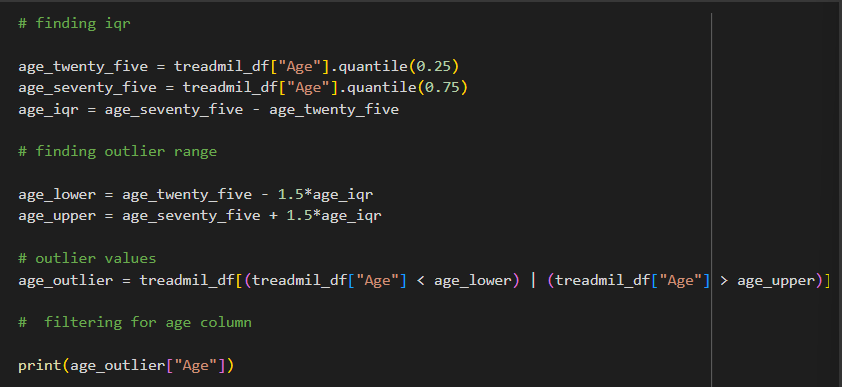 # finding iqr
age_twenty_five = treadmil_df["Age"].quantile(0.25)
age_seventy_five = treadmil_df["Age"].quantile(0.75)
age_iqr = age_seventy_five - age_twenty_five
# finding outlier range
age_lower = age_twenty_five - 1.5*age_iqr
age_upper = age_seventy_five + 1.5*age_iqr
# outlier values
age_outlier = treadmil_df[(treadmil_df["Age"] < age_lower) | (treadmil_df["Age"] > age_upper)]
#  filtering for age column
print(age_outlier["Age"])